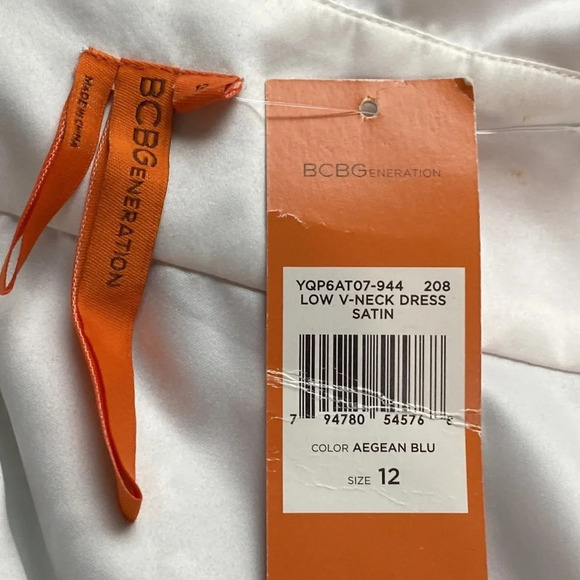 MADE IN CHINA
BCBGENERATION
BCBGENERATION
YQP6AT07-944 208
LOW V-NECK DRESS
SATIN
7 94780 54576 8
COLOR AEGEAN BLU
SIZE 12